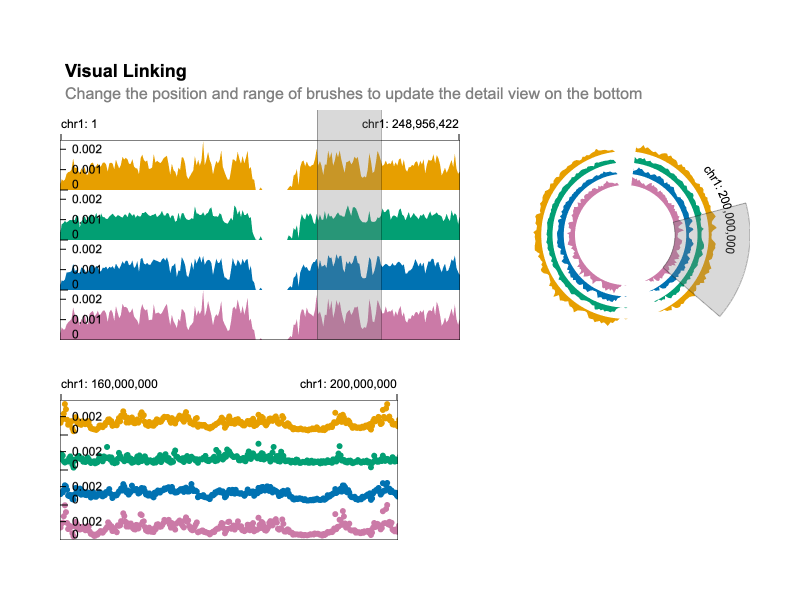 Visual Linking
Change the position and range of brushes to update the detail view on the bottom
chr1: 1
chr1: 248,956,422
0.002
0.001
0
0.002
0.001
0
0.002
0.001
0
0.002
0.001
0
chr1: 200,000,000
chr1: 160,000,000
chr1: 200,000,000
0.002
0
0.002
0
0.002
0
0.002
0